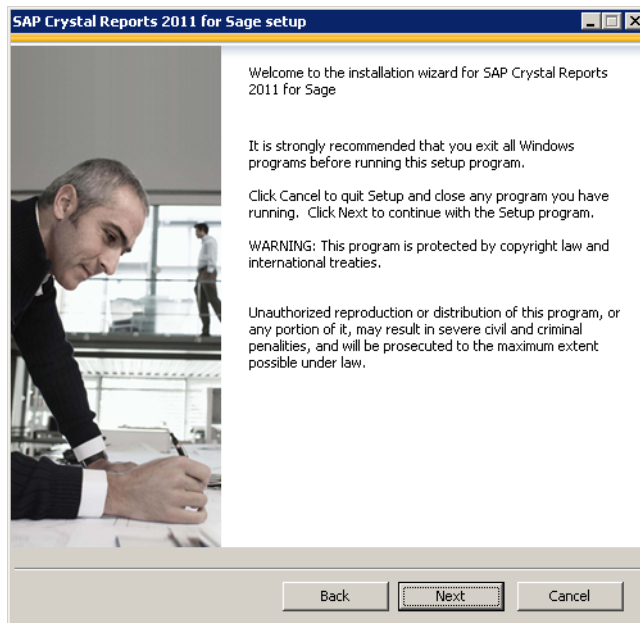 SAP Crystal Reports 2011 for Sage setup
Welcome to the installation wizard for SAP Crystal Reports
2011 for Sage
It is strongly recommended that you exit all Windows
programs before running this setup program.
Click Cancel to quit Setup and close any program you have
running.  Click Next to continue with the Setup program.
WARNING: This program is protected by copyright law and
international treaties.
Unauthorized reproduction or distribution of this program, or
any portion of it, may result in severe civil and criminal
penalities, and will be prosecuted to the maximum extent
possible under law.
Back
Next
Cancel